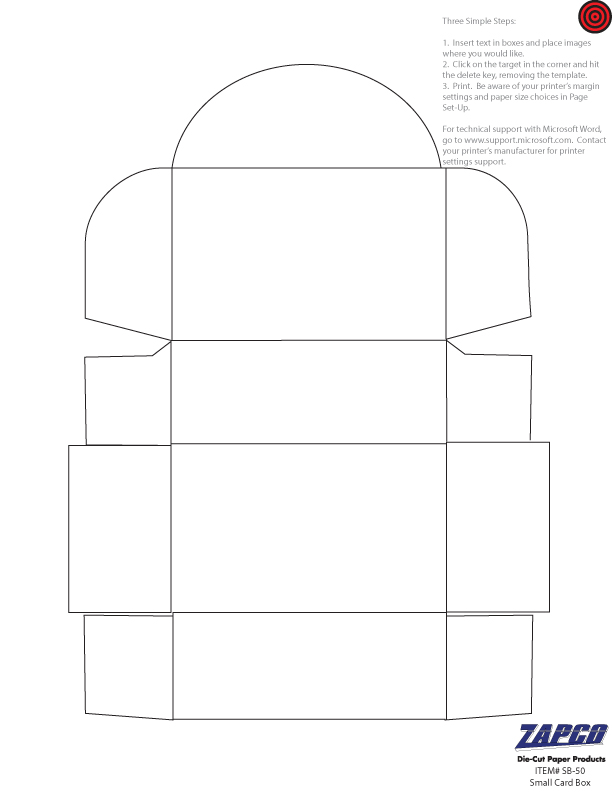 Three Simple Steps:
1. Insert text in boxes and place images
where you would like.
2. Click on the target in the corner and hit
the delete key, removing the template.
3. Print. Be aware of your printer's margin
settings and paper size choices in Page
Set-Up.
For technical support with Microsoft Word,
go to www.support.microsoft.com. Contact
your printer's manufacturer for printer
settings support.
ZAPCO
Die-Cut Paper Products
ITEM# SB-50
Small Card Box